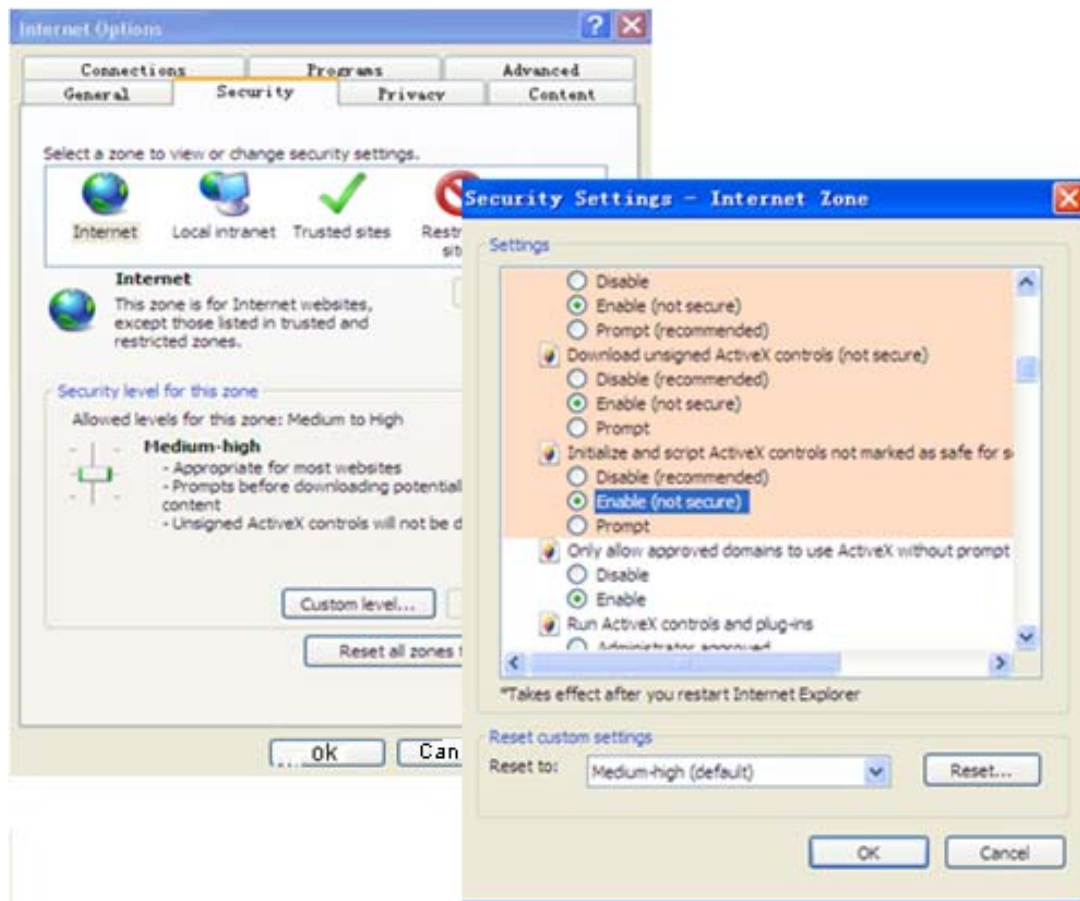 Internet Options
Connections Programs Advanced
General Security Privacy Content
Select a zone to view or change security settings.
Internet Local intranet Trusted sites Restr
sit
Internet
This zone is for Internet websites,
except those listed in trusted and
restricted zones.
Security level for this zone
Allowed levels for this zone: Medium to High
Medium-high
- Appropriate for most websites
- Prompts before downloading potential
content
- Unsigned ActiveX controls will not be d
Custom level...
Reset all zones t
ok Can
Security Settings - Internet Zone
Settings
Disable
Enable (not secure)
Prompt (recommended)
Download unsigned ActiveX controls (not secure)
Disable (recommended)
Enable (not secure)
Prompt
Initialize and script ActiveX controls not marked as safe for s
Disable (recommended)
Enable (not secure)
Prompt
Only allow approved domains to use ActiveX without prompt
Disable
Enable
Run ActiveX controls and plug-ins
Administrator approved
*Takes effect after you restart Internet Explorer
Reset custom settings
Reset to: Medium-high (default) Reset...
OK Cancel